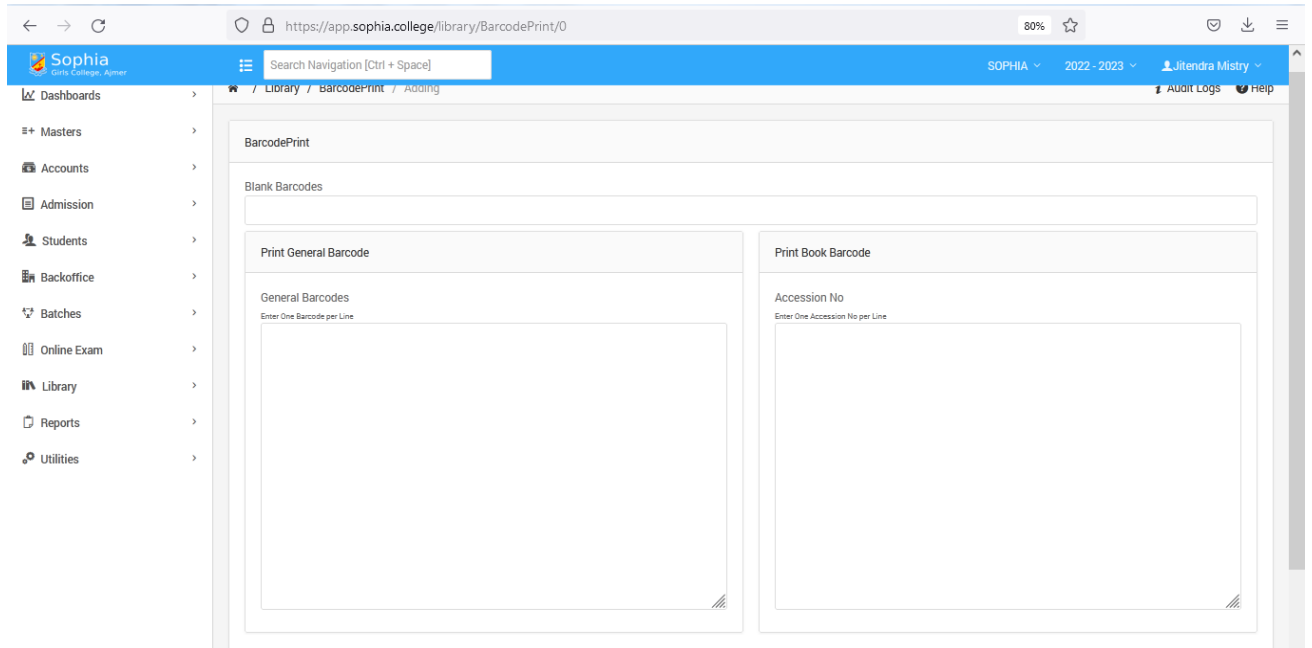 https://app.sophia.college/library/BarcodePrint/0
80%
Sophia
Girls College, Ajmer
Search Navigation [Ctrl + Space]
SOPHIA
2022 - 2023
Jitendra Mistry
/ Library / BarcodePrint / Adding
Audit Logs
Help
Dashboards
Masters
Accounts
Admission
Students
Backoffice
Batches
Online Exam
Library
Reports
Utilities
BarcodePrint
Blank Barcodes
Print General Barcode
General Barcodes
Enter One Barcode per Line
Print Book Barcode
Accession No
Enter One Accession No per Line